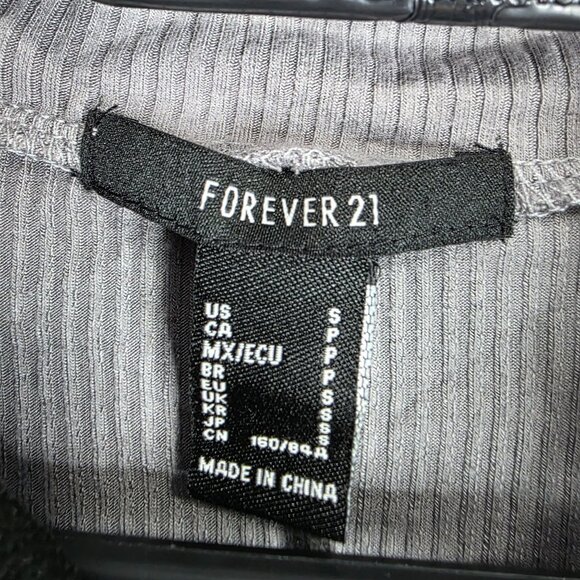 FOREVER 21
US S
CA P
MX/ECU P
BR P
EU S
UK S
KR S
JP S
CN 160/84A
MADE IN CHINA